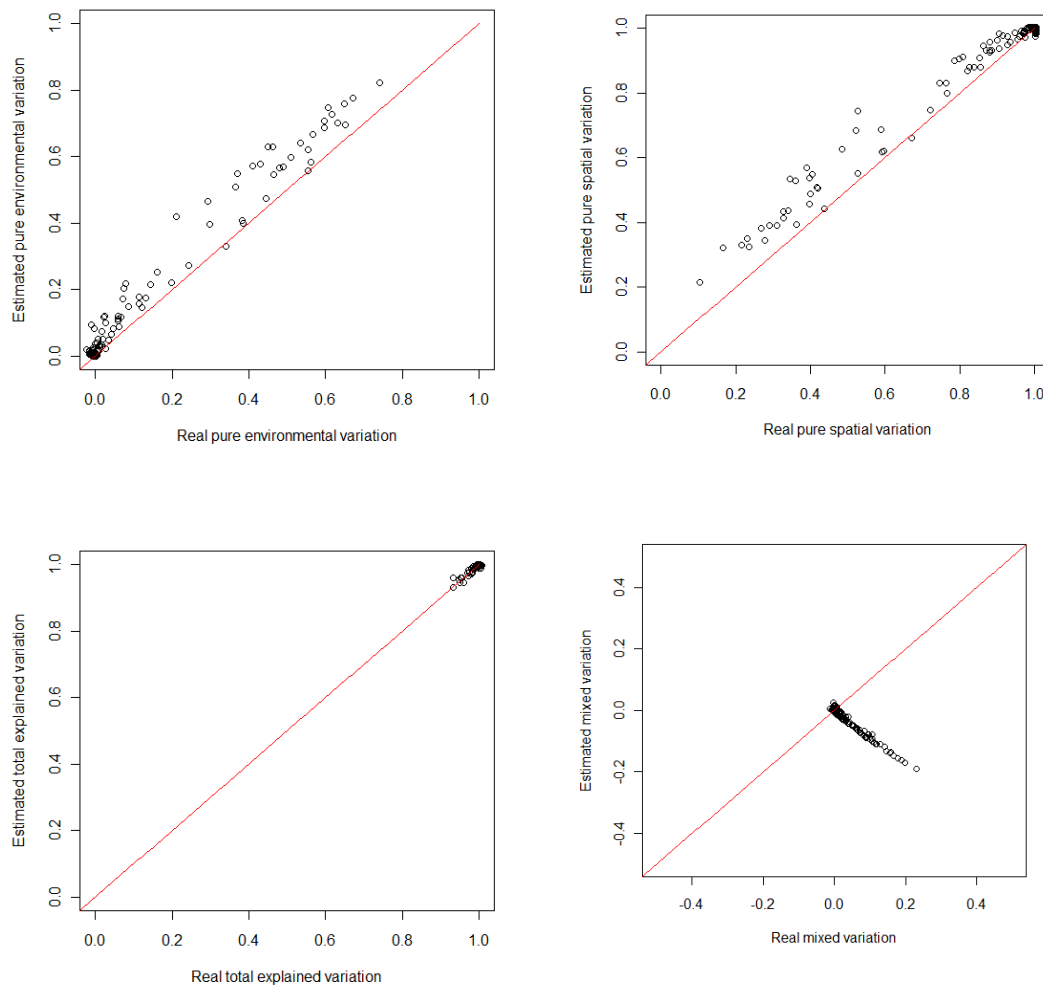 Estimated pure environmental variation
1.0
0.8
0.6
0.4
0.2
0.0
0.0 0.2 0.4 0.6 0.8 1.0
Real pure environmental variation
Estimated pure spatial variation
1.0
0.8
0.6
0.4
0.2
0.0
0.0 0.2 0.4 0.6 0.8 1.0
Real pure spatial variation
Estimated total explained variation
1.0
0.8
0.6
0.4
0.2
0.0
0.0 0.2 0.4 0.6 0.8 1.0
Real total explained variation
Estimated mixed variation
0.4
0.2
0.0
-0.2
-0.4
-0.4 -0.2 0.0 0.2 0.4
Real mixed variation